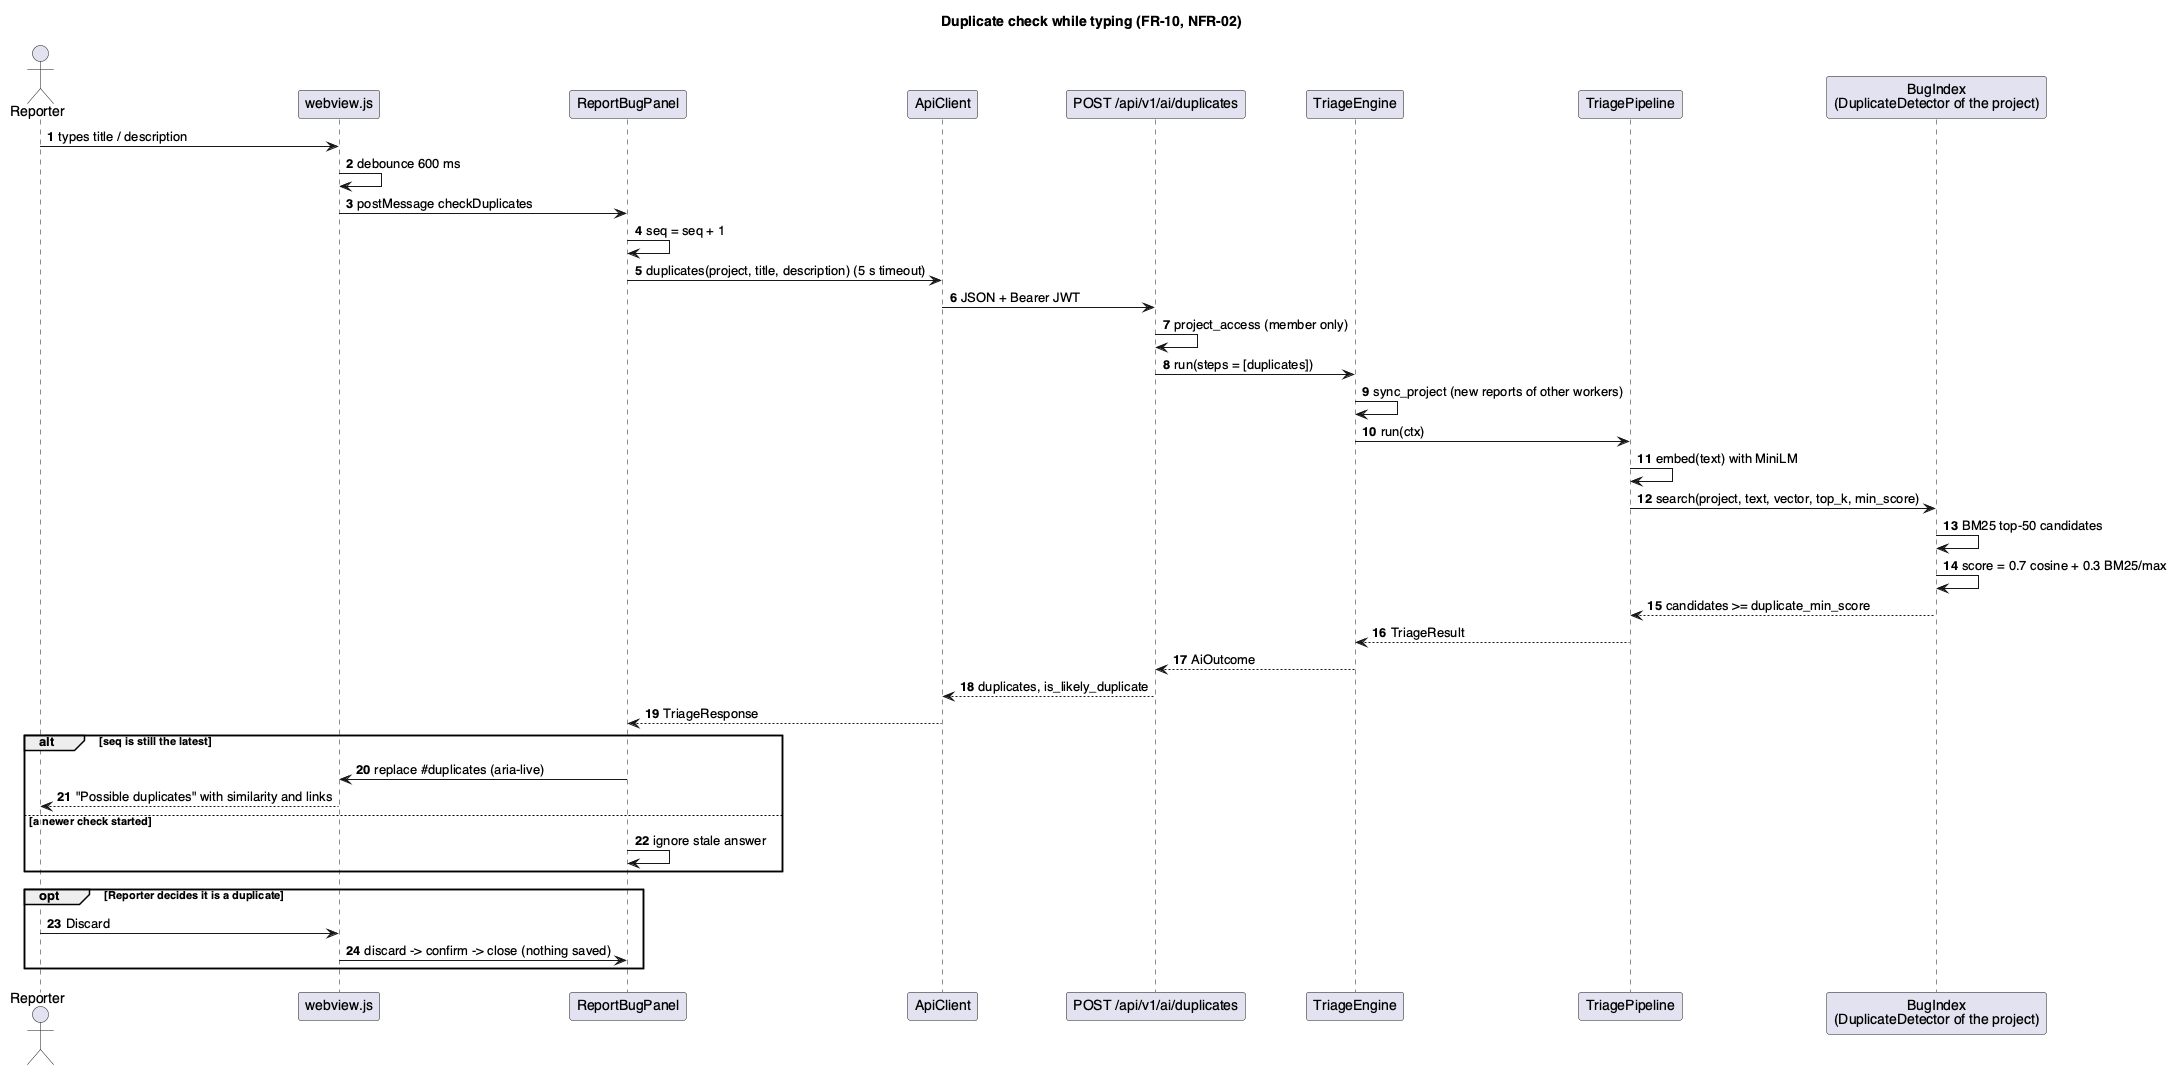 Duplicate check while typing (FR-10, NFR-02)
Reporter
webview.js
ReportBugPanel
ApiClient
POST /api/v1/ai/duplicates
TriageEngine
TriagePipeline
BugIndex
(DuplicateDetector of the project)
1 types title / description
2 debounce 600 ms
3 postMessage checkDuplicates
4 seq = seq + 1
5 duplicates(project, title, description) (5 s timeout)
6 JSON + Bearer JWT
7 project_access (member only)
8 run(steps = [duplicates])
9 sync_project (new reports of other workers)
10 run(ctx)
11 embed(text) with MiniLM
12 search(project, text, vector, top_k, min_score)
13 BM25 top-50 candidates
14 score = 0.7 cosine + 0.3 BM25/max
15 candidates >= duplicate_min_score
16 TriageResult
17 AiOutcome
18 duplicates, is_likely_duplicate
19 TriageResponse
alt [seq is still the latest]
20 replace #duplicates (aria-live)
21 "Possible duplicates" with similarity and links
[a newer check started]
22 ignore stale answer
opt [Reporter decides it is a duplicate]
23 Discard
24 discard -> confirm -> close (nothing saved)
Reporter
webview.js
ReportBugPanel
ApiClient
POST /api/v1/ai/duplicates
TriageEngine
TriagePipeline
BugIndex
(DuplicateDetector of the project)